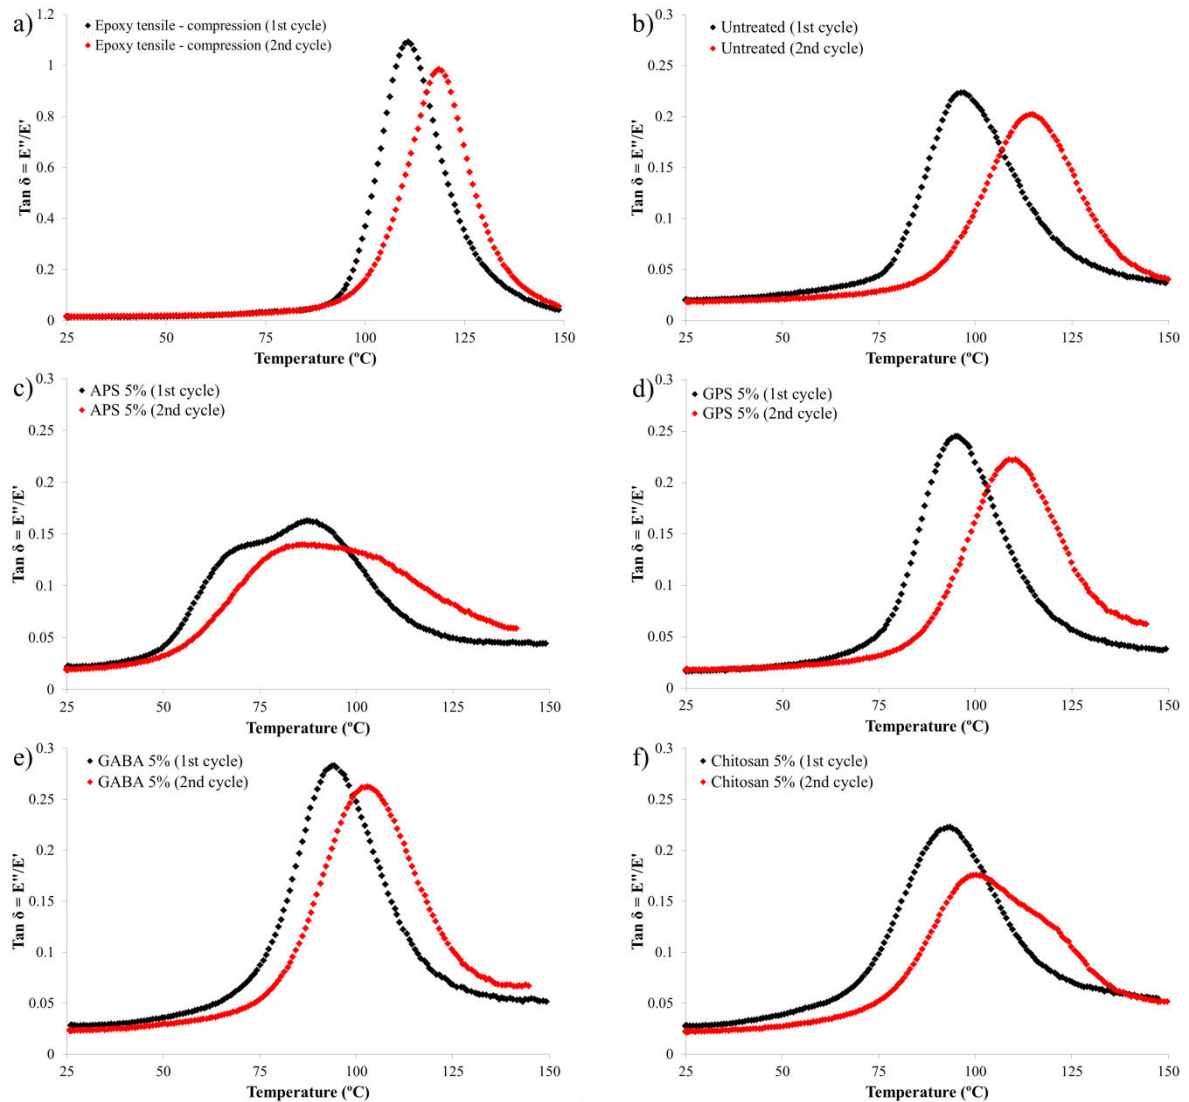 a)
Epoxy tensile - compression (1st cycle)
Epoxy tensile - compression (2nd cycle)
1.2
1
0.8
0.6
0.4
0.2
0
Tan δ = E"/E'
25
50
75
100
125
150
Temperature (ºC)
b)
Untreated (1st cycle)
Untreated (2nd cycle)
0.3
0.25
0.2
0.15
0.1
0.05
0
Tan δ = E"/E'
25
50
75
100
125
150
Temperature (ºC)
c)
APS 5% (1st cycle)
APS 5% (2nd cycle)
0.3
0.25
0.2
0.15
0.1
0.05
0
Tan δ = E"/E'
25
50
75
100
125
150
Temperature (ºC)
d)
GPS 5% (1st cycle)
GPS 5% (2nd cycle)
0.3
0.25
0.2
0.15
0.1
0.05
0
Tan δ = E"/E'
25
50
75
100
125
150
Temperature (ºC)
e)
GABA 5% (1st cycle)
GABA 5% (2nd cycle)
0.3
0.25
0.2
0.15
0.1
0.05
0
Tan δ = E"/E'
25
50
75
100
125
150
Temperature (ºC)
f)
Chitosan 5% (1st cycle)
Chitosan 5% (2nd cycle)
0.3
0.25
0.2
0.15
0.1
0.05
0
Tan δ = E"/E'
25
50
75
100
125
150
Temperature (ºC)